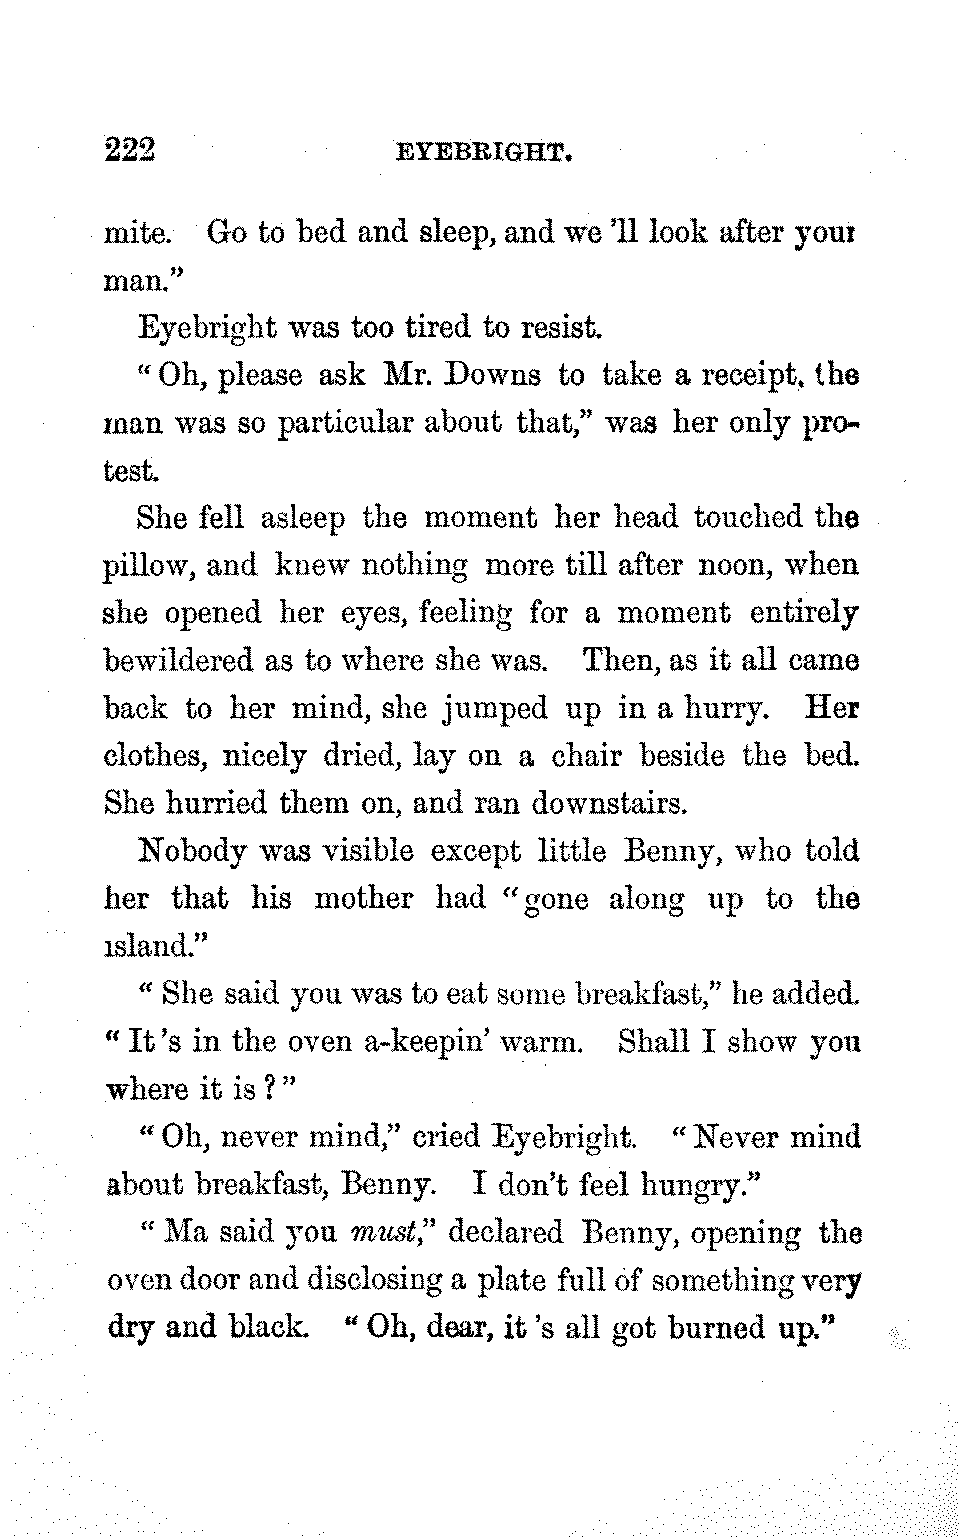 222 EYEBRIGHT.
mite. Go to bed and sleep, and we 'll look after your
man."
Eyebright was too tired to resist.
"Oh, please ask Mr. Downs to take a receipt, the
man was so particular about that," was her only pro-
test.
She fell asleep the moment her head touched the
pillow, and knew nothing more till after noon, when
she opened her eyes, feeling for a moment entirely
bewildered as to where she was. Then, as it all came
back to her mind, she jumped up in a hurry. Her
clothes, nicely dried, lay on a chair beside the bed.
She hurried them on, and ran downstairs.
Nobody was visible except little Benny, who told
her that his mother had "gone along up to the
island."
"She said you was to eat some breakfast," he added.
"It's in the oven a-keepin' warm. Shall I show you
where it is?"
"Oh, never mind," cried Eyebright. "Never mind
about breakfast, Benny. I don't feel hungry."
"Ma said you must," declared Benny, opening the
oven door and disclosing a plate full of something very
dry and black. "Oh, dear, it 's all got burned up."